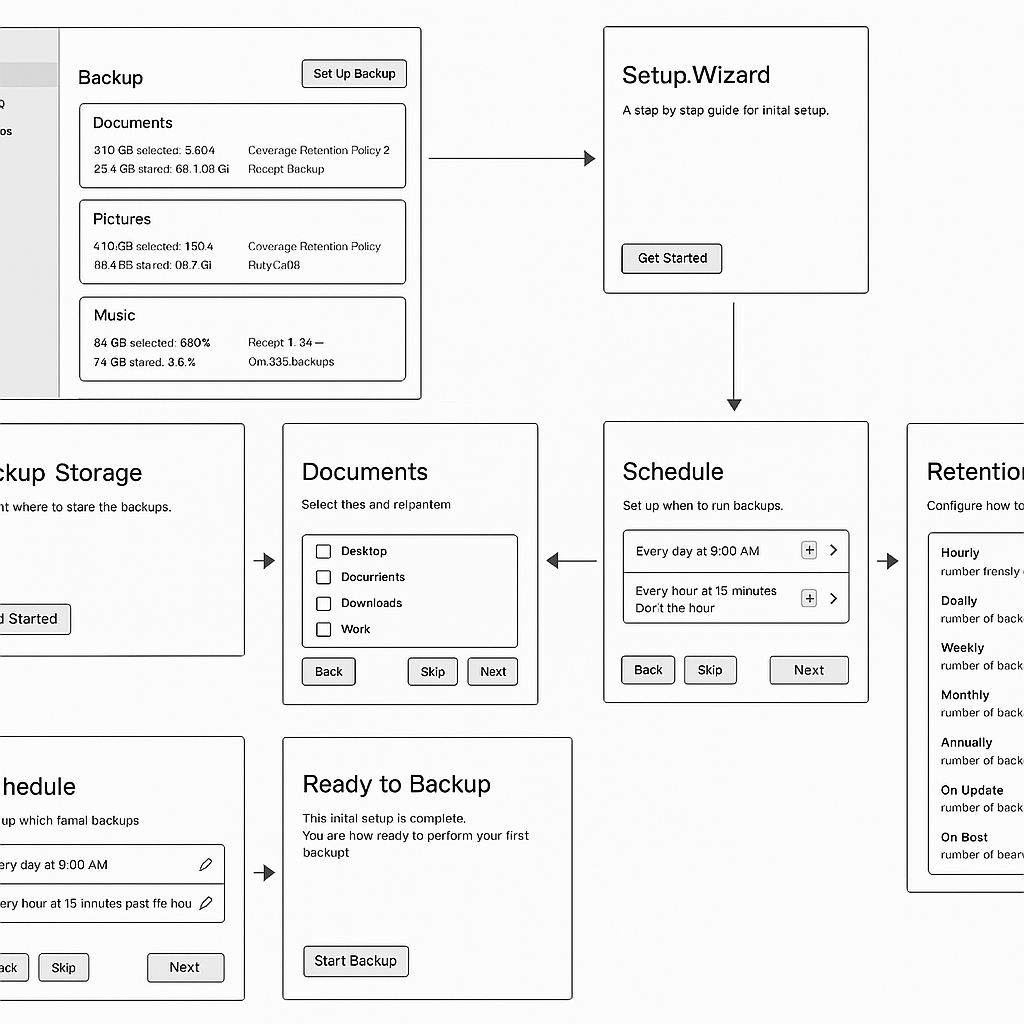 Q
os
Backup
Set Up Backup
Documents
310 GB selected: 5.604
Coverage Retention Policy 2
25.4 GB stared: 68.1.08 Gi
Recept Backup
Pictures
410:GB selected: 150.4
Coverage Retention Policy
88.4 BB stared: 08.7.Gi
RutyCa08
Music
84 GB selected: 680%
Recept 1. 34 —
74 GB stared. 3.6.%
Om.335.backups
Setup.Wizard
A stap by stap guide for inital setup.
Get Started
ckup Storage
nt where to stare the backups.
d Started
Documents
Select thes and relpantem
Desktop
Docurrients
Downloads
Work
Back
Skip
Next
Schedule
Set up when to run backups.
Every day at 9:00 AM
+
Every hour at 15 minutes
Don't the hour
+
Back
Skip
Next
Retention
Configure how to
Hourly
rumber frensly
Doally
rumber of back
Weekly
rumber of back
Monthly
rumber of back
Annually
rumber of back
On Update
rumber of back
On Bost
rumber of bearv
hedule
up which famal backups
ery day at 9:00 AM
ery hour at 15 innutes past ffe hou
ack
Skip
Next
Ready to Backup
This inital setup is complete.
You are how ready to perform your first
backupt
Start Backup